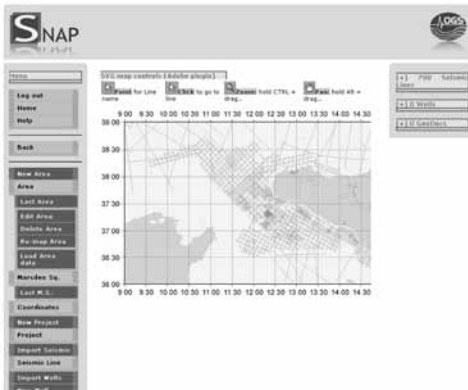 SNAP
OGS
Menu
Log out
Home
Help
Back
New Area
Area
Last Area
Edit Area
Delete Area
Re-map Area
Load Area
data
Marsden Sq.
Last M.S.
Coordinates
New Project
Project
Import Seismic
Seismic Line
Import Wells
SVG map controls (Adobe plugin)
Point for Line
name
Click to go to
line
Zoom: hold CTRL +
drag..
Pan: hold Alt +
drag..
9 00 9 30 10 00 10 30 11 00 11 30 12 00 12 30 13 00 13 30 14 00 14 30
39 00
38 30
38 00
37 30
37 00
36 30
36 00
9 00 9 30 10 00 10 30 11 00 11 30 12 00 12 30 13 00 13 30 14 00 14 30
Seismic
Lines
[+] 0 Wells
[+] 0 GeoDocs